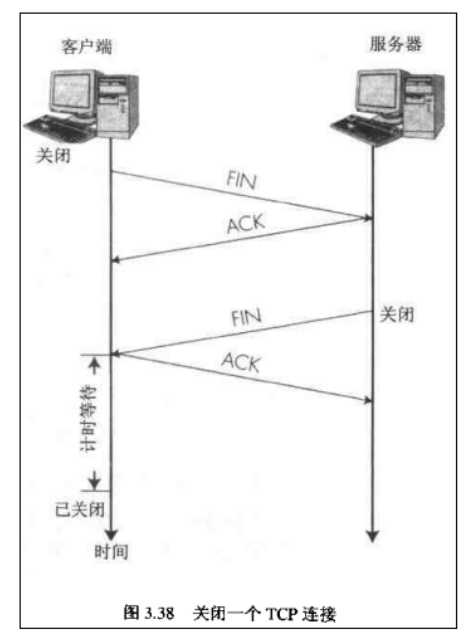 客户端
服务器
关闭
FIN
ACK
关闭
FIN
ACK
计时等待
已关闭
时间
图 3.38 关闭一个 TCP 连接